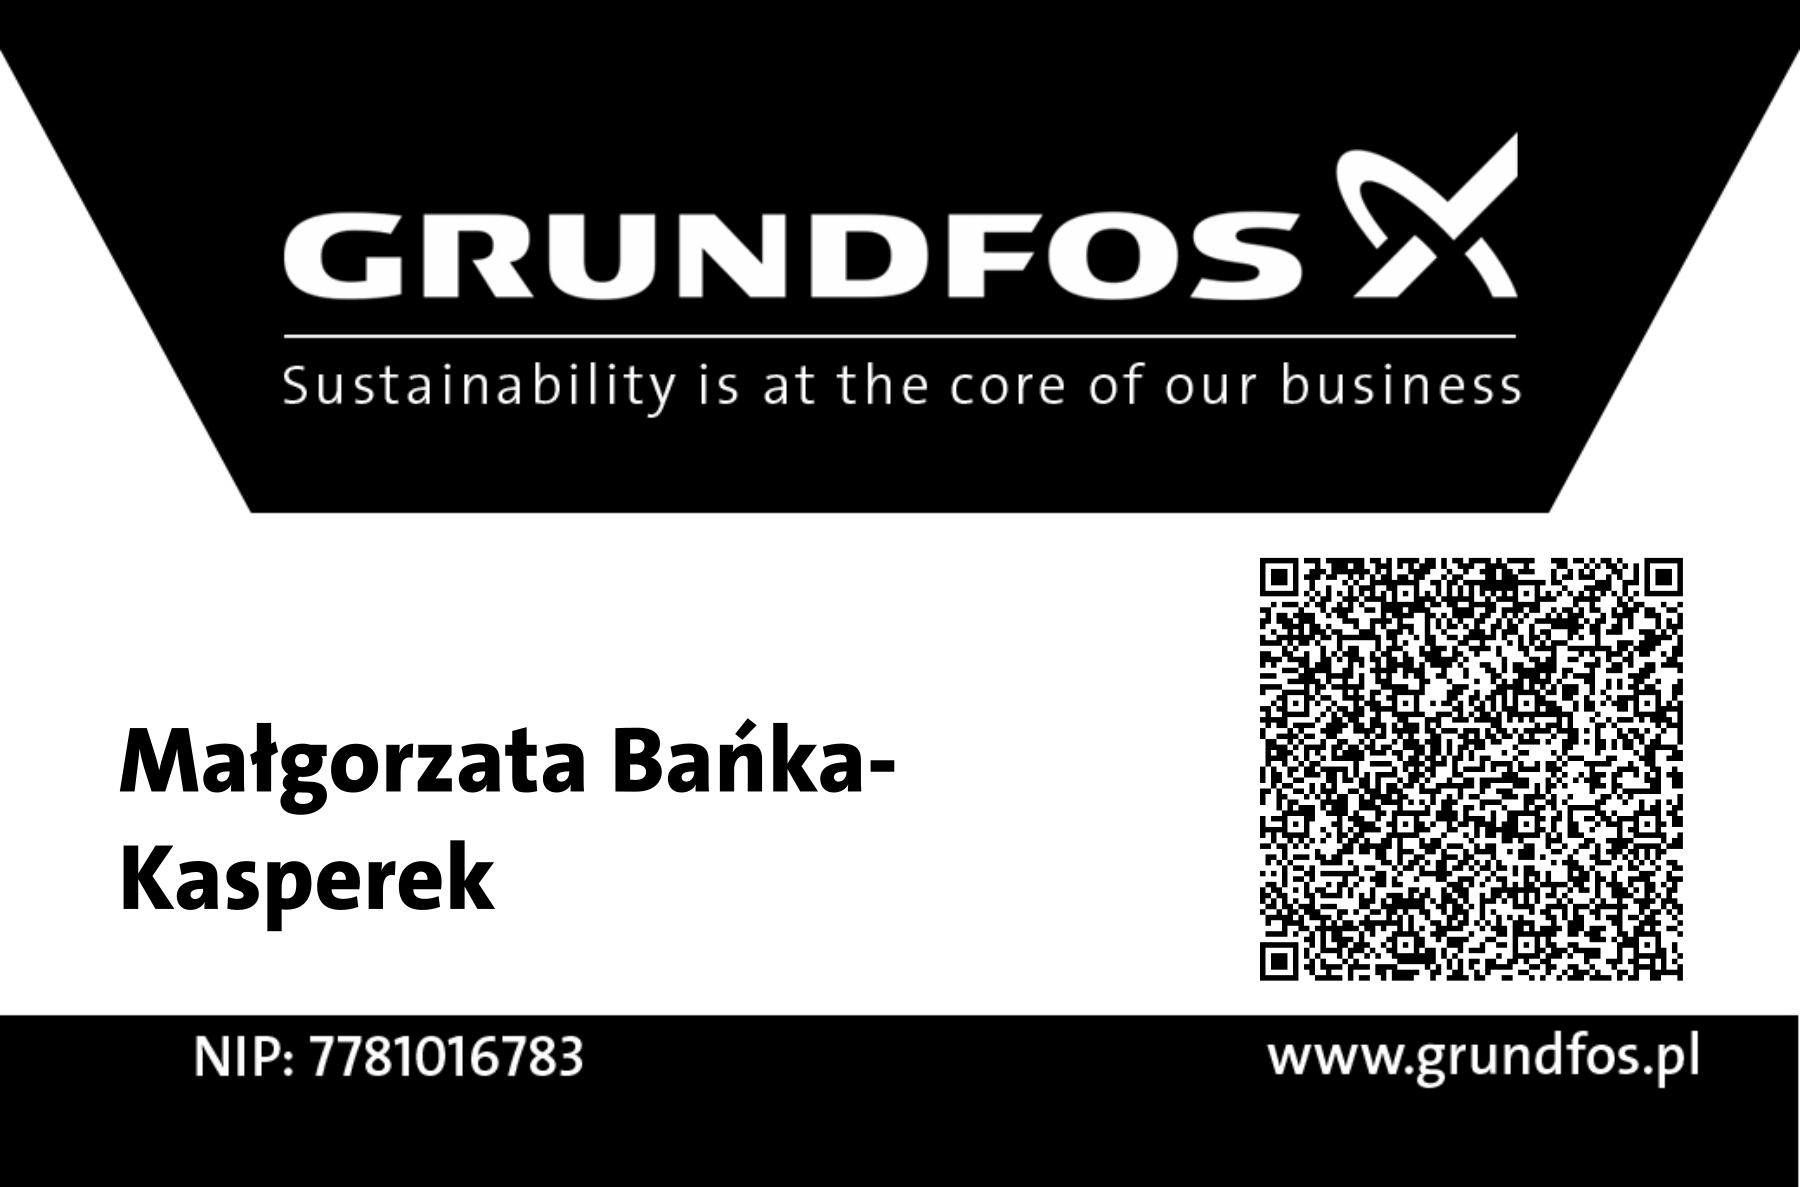 GRUNDFOS
Sustainability is at the core of our business
Małgorzata Bańka-
Kasperek
NIP: 7781016783
www.grundfos.pl